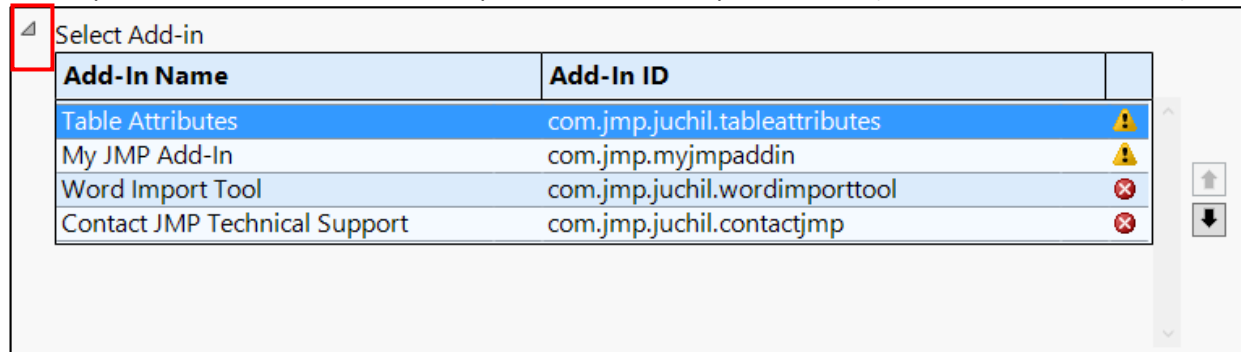 Select Add-in
Add-In Name Add-In ID
Table Attributes com.jmp.juchil.tableattributes
My JMP Add-In com.jmp.myjmpaddin
Word Import Tool com.jmp.juchil.wordimporttool
Contact JMP Technical Support com.jmp.juchil.contactjmp